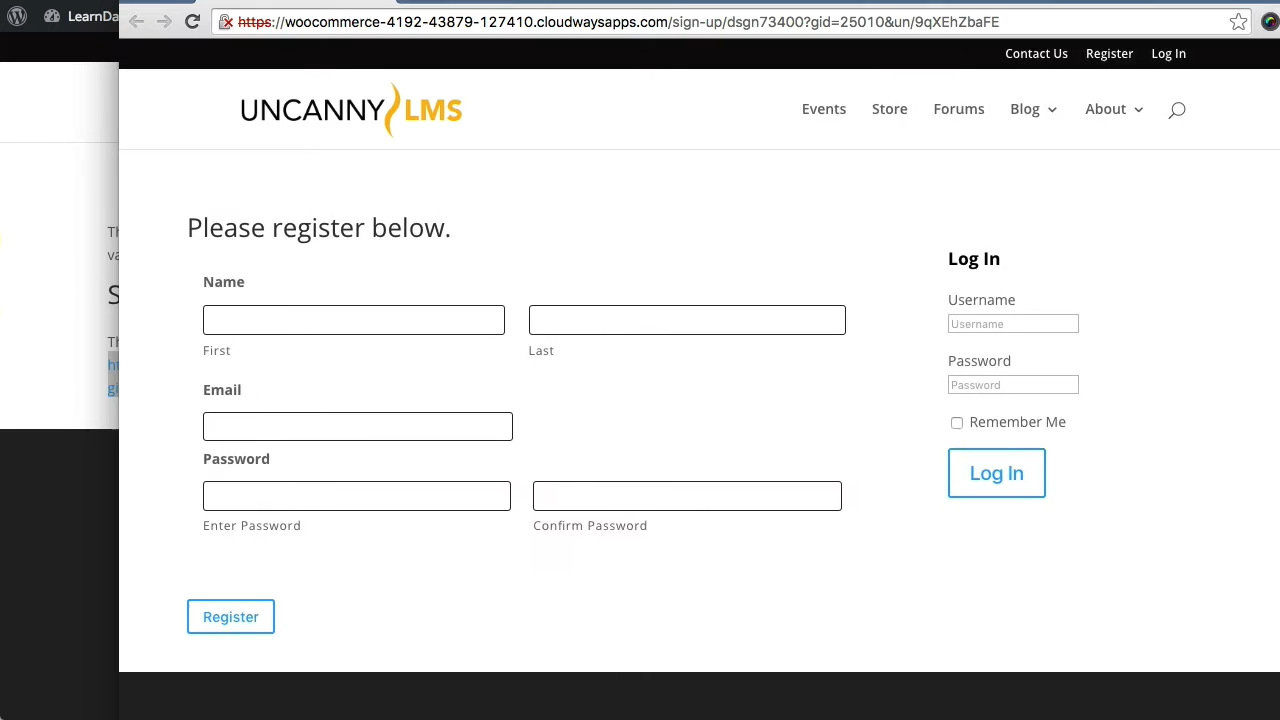 LearnDa
https://woocommerce-4192-43879-127410.cloudwaysapps.com/sign-up/dsgn73400?gid=25010&un/9qXEhZbaFE
Contact Us Register Log In
UNCANNY LMS
Events Store Forums Blog About
Please register below.
Name
First Last
Email
Password
Enter Password Confirm Password
Register
Log In
Username
Username
Password
Password
Remember Me
Log In